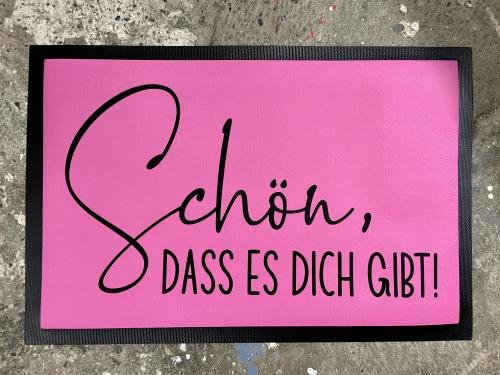 Schön,
DASS ES DICH GIBT!